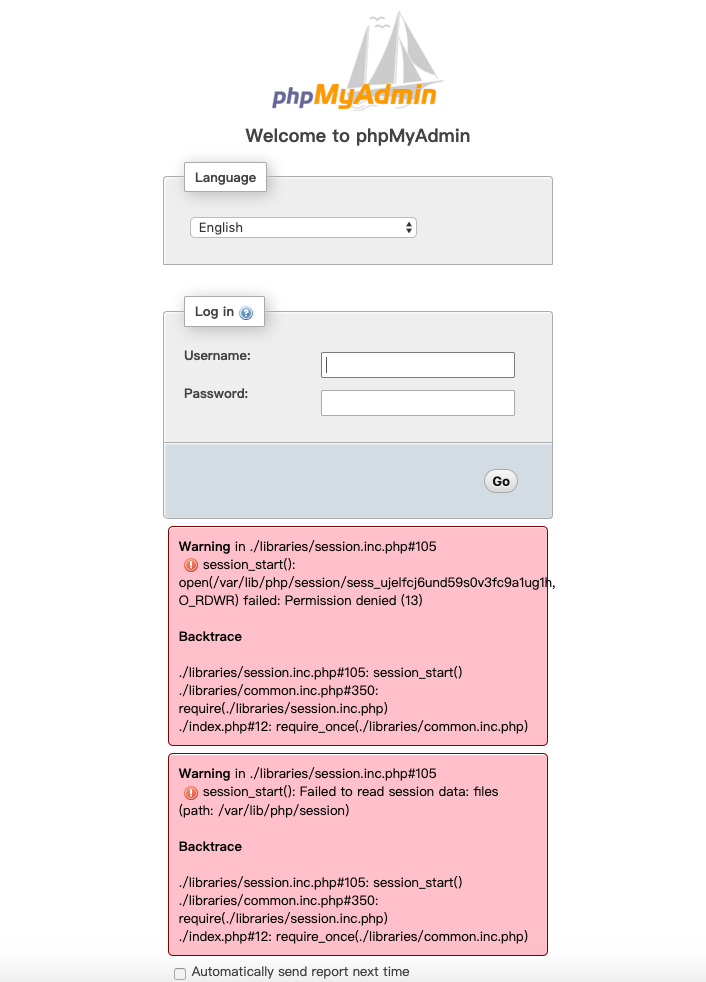 phpMyAdmin
Welcome to phpMyAdmin
Language
English
Log in
Username:
Password:
Go
Warning in ./libraries/session.inc.php#105
session_start():
open(/var/lib/php/session/sess_ujelfcj6und59s0v3fc9a1ug1h,
O_RDWR) failed: Permission denied (13)
Backtrace
./libraries/session.inc.php#105: session_start()
./libraries/common.inc.php#350:
require(./libraries/session.inc.php)
./index.php#12: require_once(./libraries/common.inc.php)
Warning in ./libraries/session.inc.php#105
session_start(): Failed to read session data: files
(path: /var/lib/php/session)
Backtrace
./libraries/session.inc.php#105: session_start()
./libraries/common.inc.php#350:
require(./libraries/session.inc.php)
./index.php#12: require_once(./libraries/common.inc.php)
Automatically send report next time